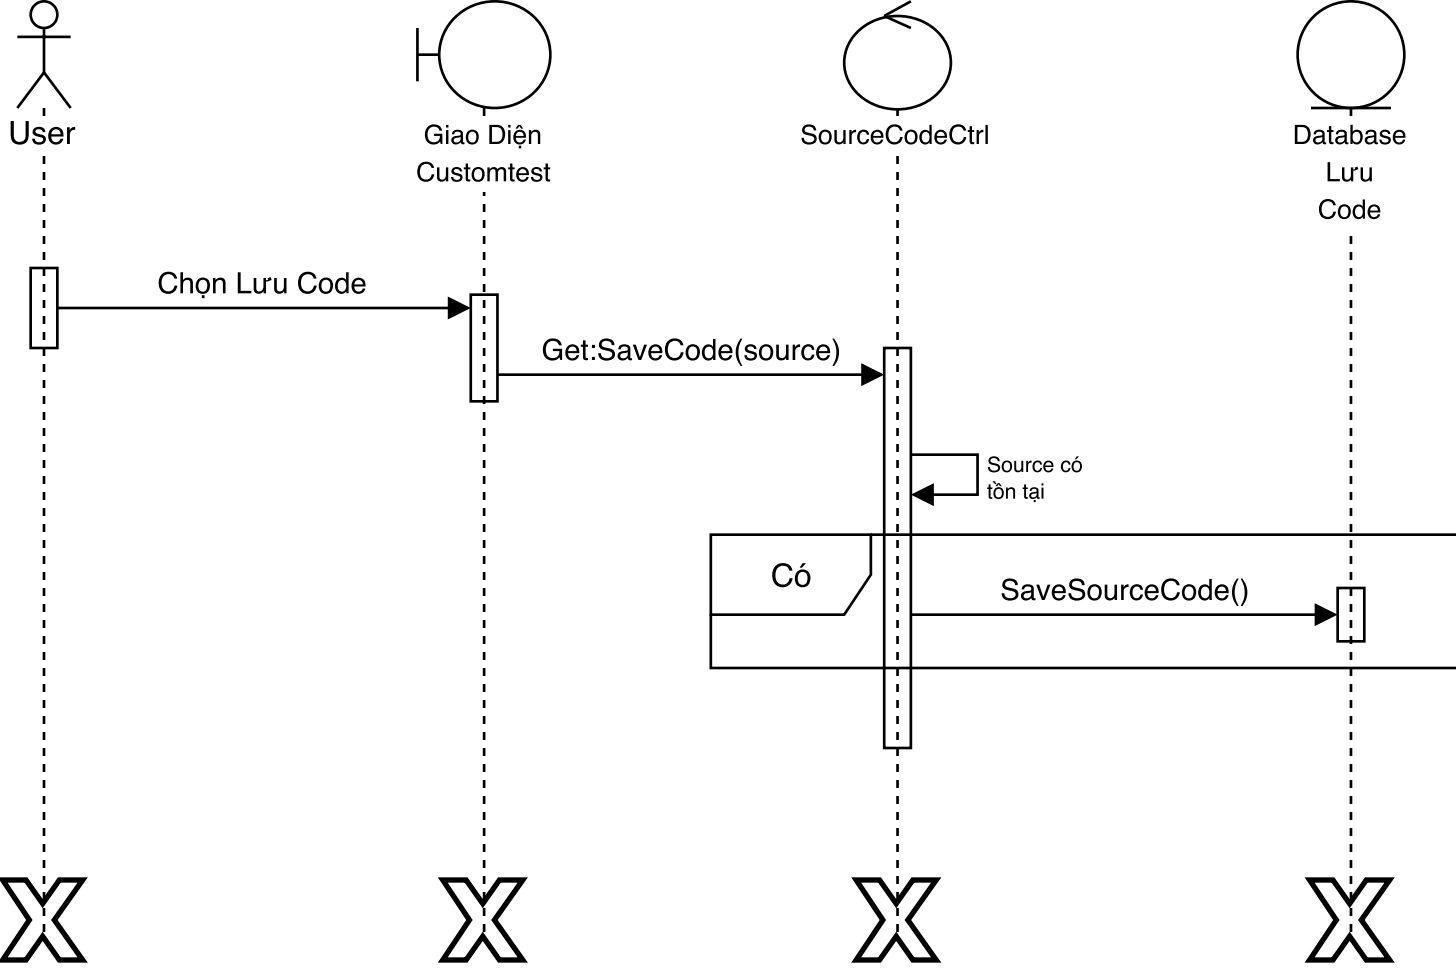 User
Giao Diện
Customtest
SourceCodeCtrl
Database
Lưu
Code
Chọn Lưu Code
Get:SaveCode(source)
Source có
tồn tại
Có
SaveSourceCode()